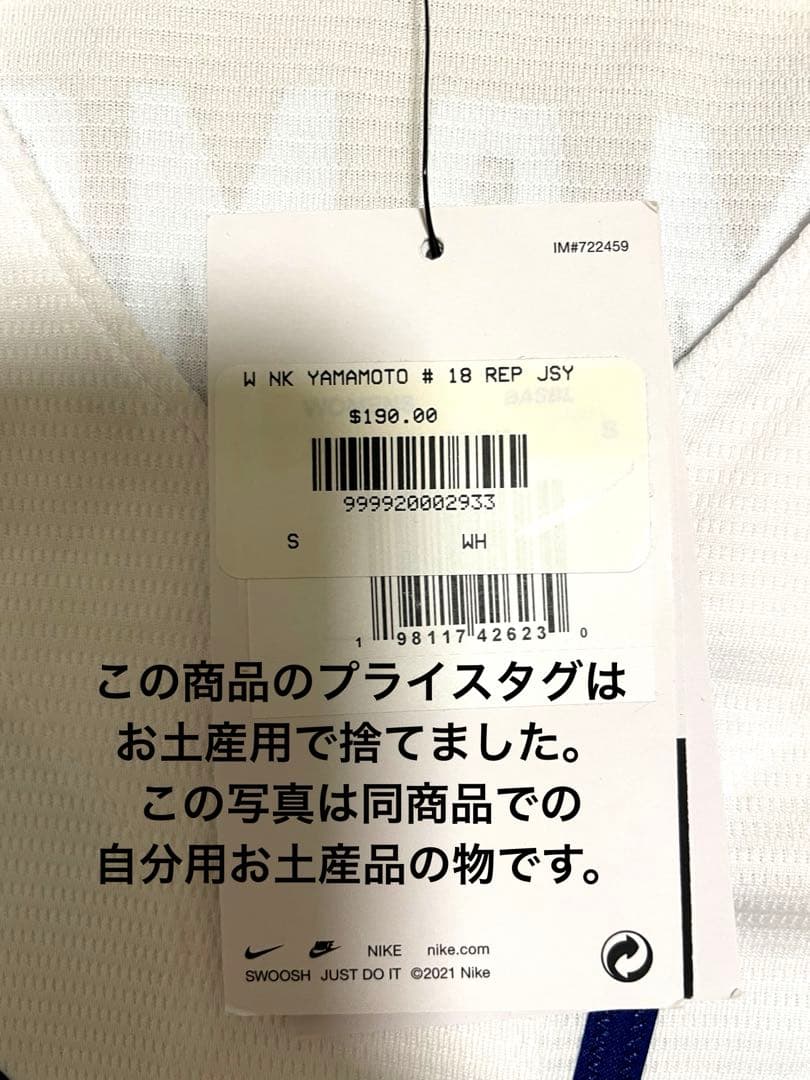 IM#722459
W NK YAMAMOTO # 18 REP JSY
WOMENS BASBL
$190.00
S
999920002933
S WH
1 98117 42623 0
この商品のプライスタグは
お土産用で捨てました。
この写真は同商品での
自分用お土産品の物です。
NIKE nike.com
SWOOSH JUST DO IT ©2021 Nike